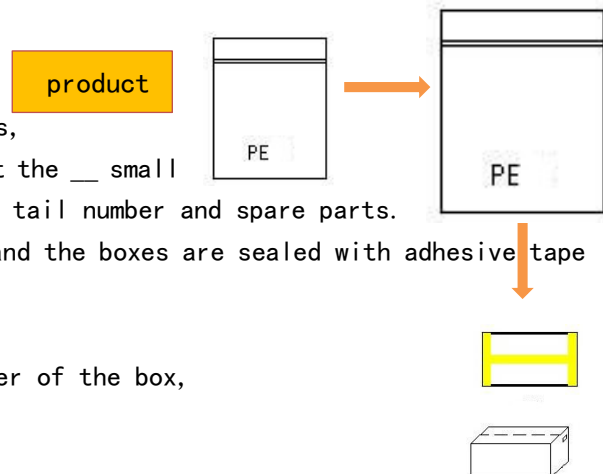 product
s,
PE
t the __ small
PE
tail number and spare parts.
and the boxes are sealed with adhesive tape
er of the box,